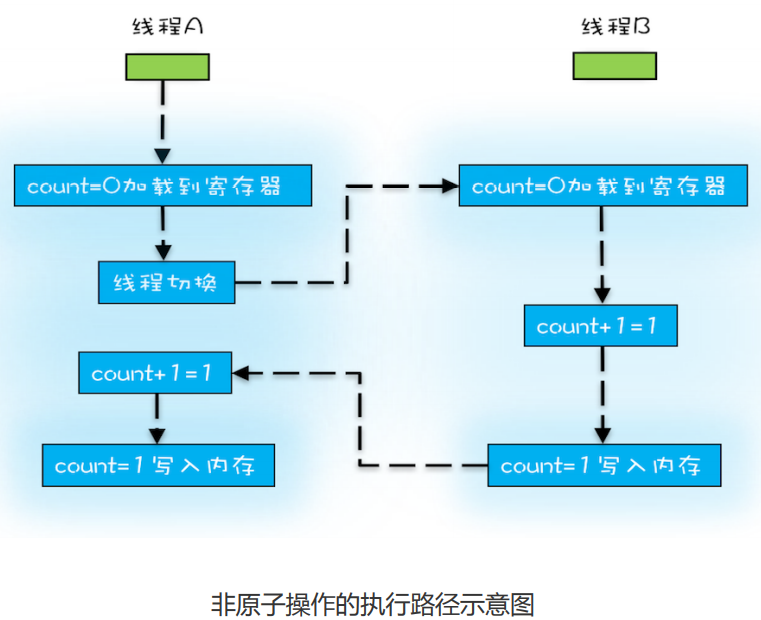 线程A
线程B
count=0加载到寄存器
count=0加载到寄存器
线程切换
count+1=1
count+1=1
count=1写入内存
count=1写入内存
非原子操作的执行路径示意图